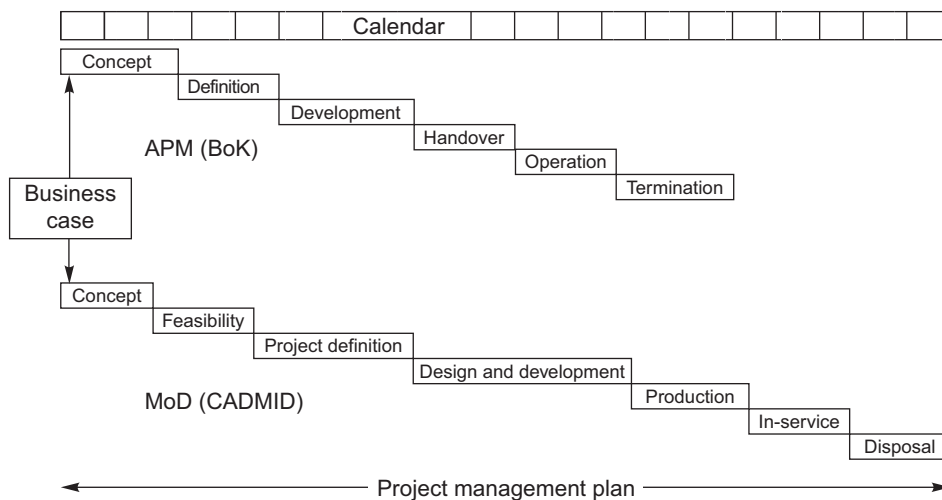 Calendar
Concept
Definition
Development
Handover
APM (BoK)
Operation
Termination
Business
case
Concept
Feasibility
Project definition
Design and development
MoD (CADMID)
Production
In-service
Disposal
Project management plan